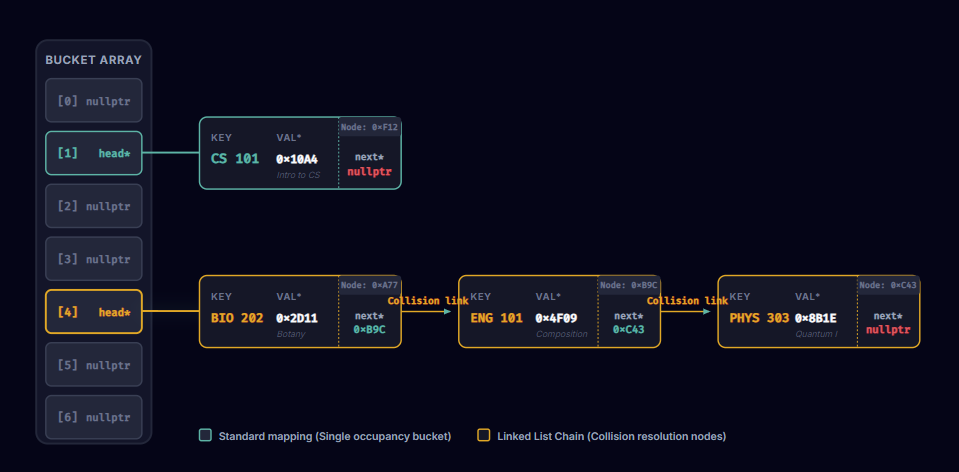 BUCKET ARRAY
[0] nullptr
[1] head*
[2] nullptr
[3] nullptr
[4] head*
[5] nullptr
[6] nullptr
Node: 0×F12
KEY VAL*
CS 101 0×10A4
Intro to CS
next*
nullptr
Node: 0×A77
KEY VAL*
BIO 202 0×2D11
Botany
next*
0×B9C
Collision link
Node: 0×B9C
KEY VAL*
ENG 101 0×4F09
Composition
next*
0×C43
Collision link
Node: 0×C43
KEY VAL*
PHYS 303 0×8B1E
Quantum I
next*
nullptr
Standard mapping (Single occupancy bucket)
Linked List Chain (Collision resolution nodes)